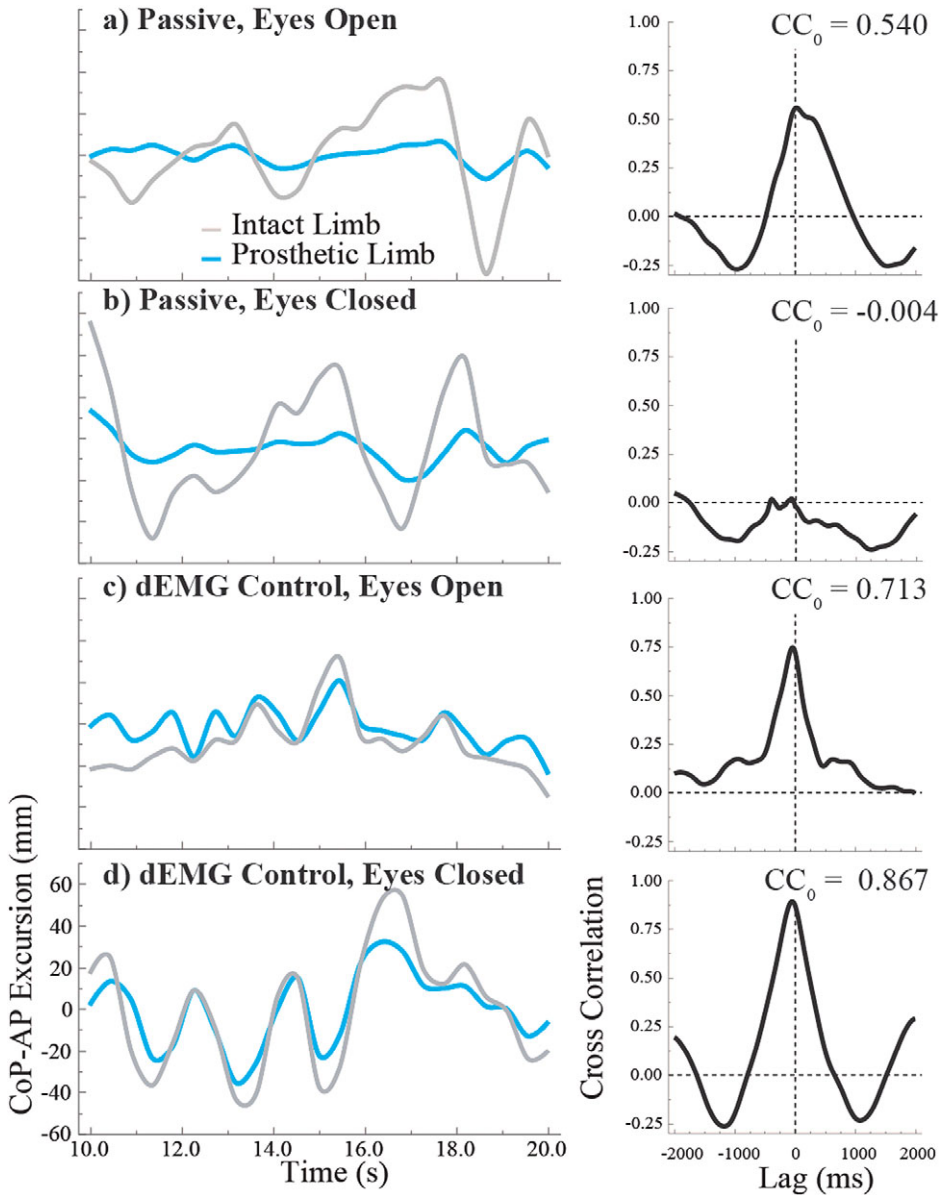 a) Passive, Eyes Open
Intact Limb
Prosthetic Limb
1.00
CC₀ = 0.540
0.75
0.50
0.25
0.00
-0.25
b) Passive, Eyes Closed
1.00
CC₀ = -0.004
0.75
0.50
0.25
0.00
-0.25
c) dEMG Control, Eyes Open
1.00
CC₀ = 0.713
0.75
0.50
0.25
0.00
-0.25
d) dEMG Control, Eyes Closed
CoP-AP Excursion (mm)
60
40
20
0
-20
-40
-60
10.0 12.0 14.0 16.0 18.0 20.0
Time (s)
Cross Correlation
1.00
CC₀ = 0.867
0.75
0.50
0.25
0.00
-0.25
-2000 -1000 0 1000 2000
Lag (ms)